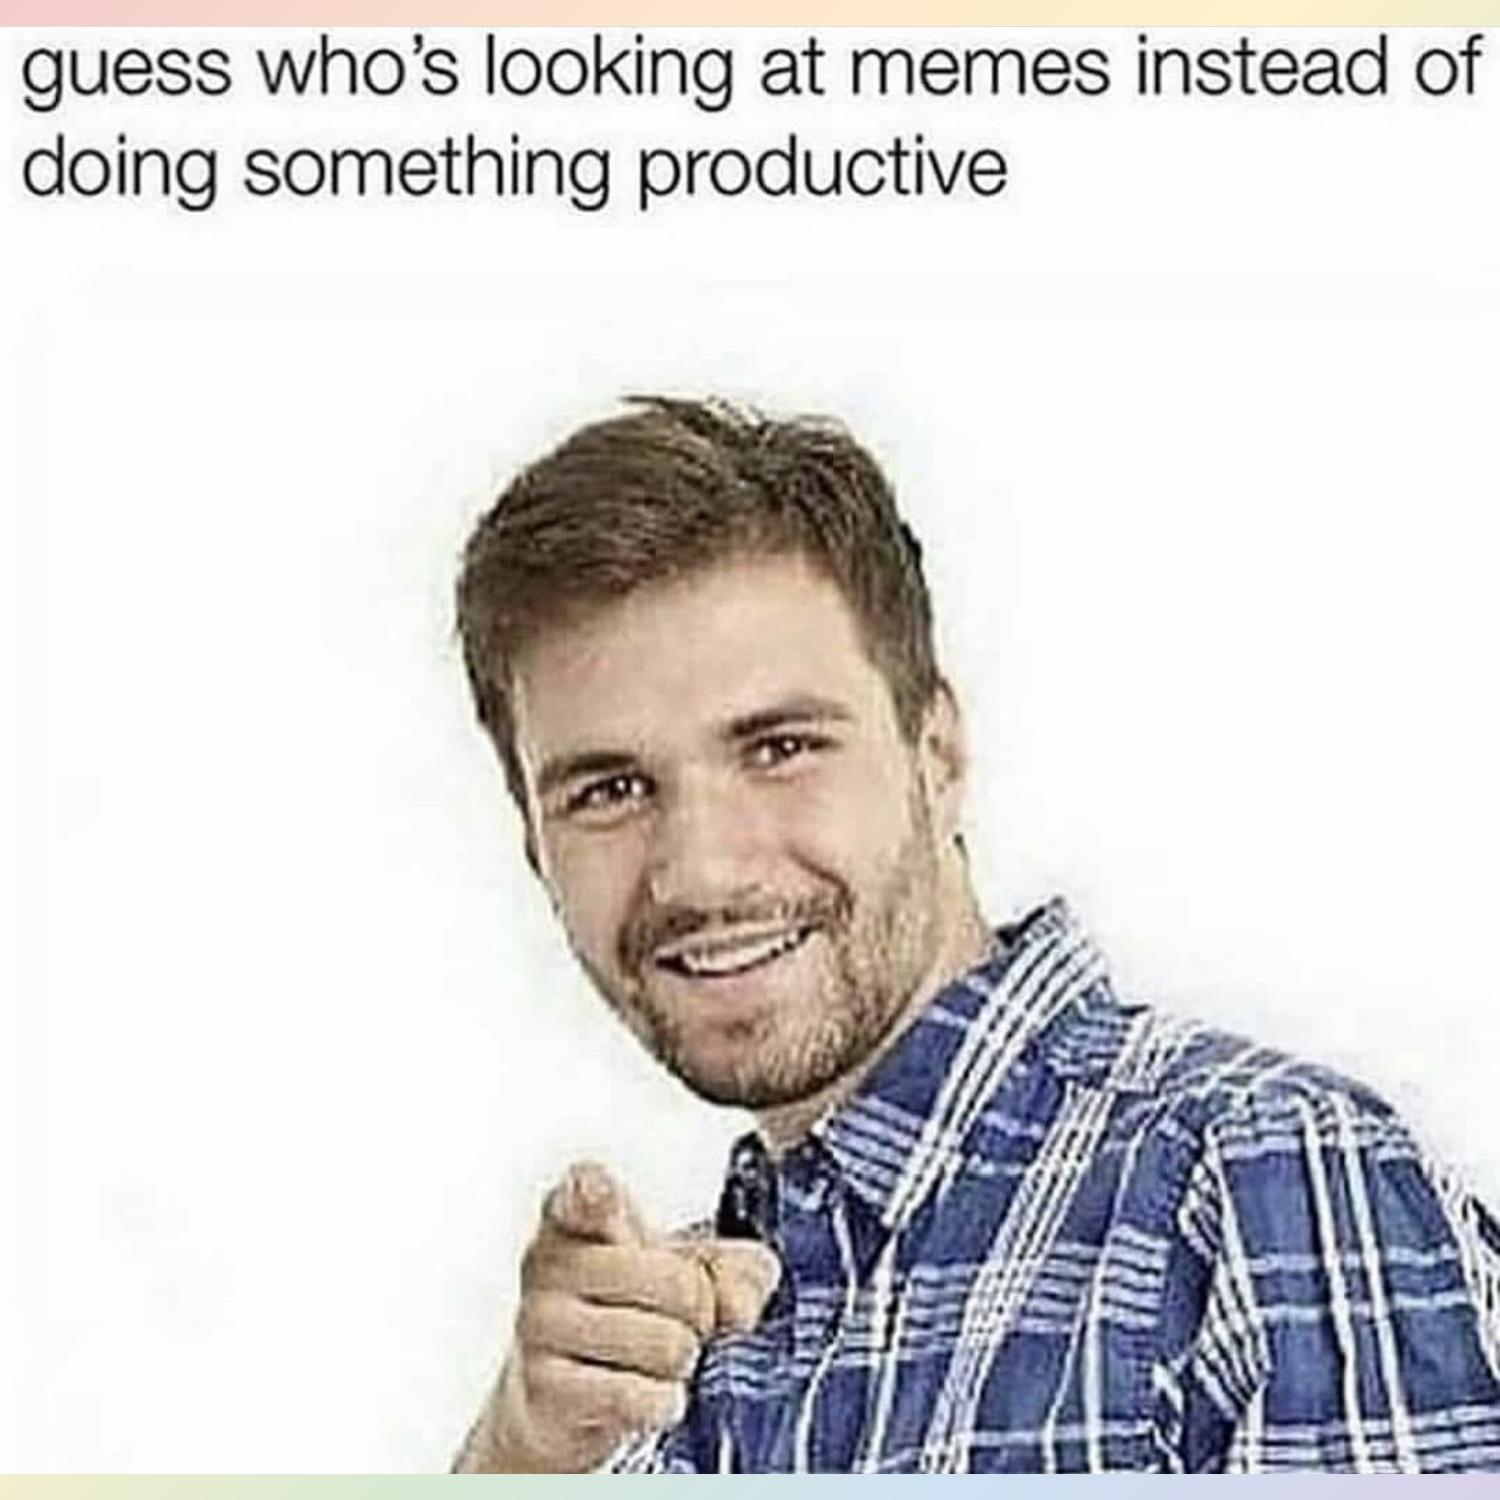 guess who’s looking at memes instead of
doing something productive